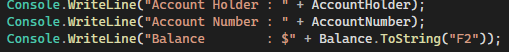 Console.WriteLine("Account Holder : " + AccountHolder);
Console.WriteLine("Account Number : " + AccountNumber);
Console.WriteLine("Balance        : $" + Balance.ToString("F2"));